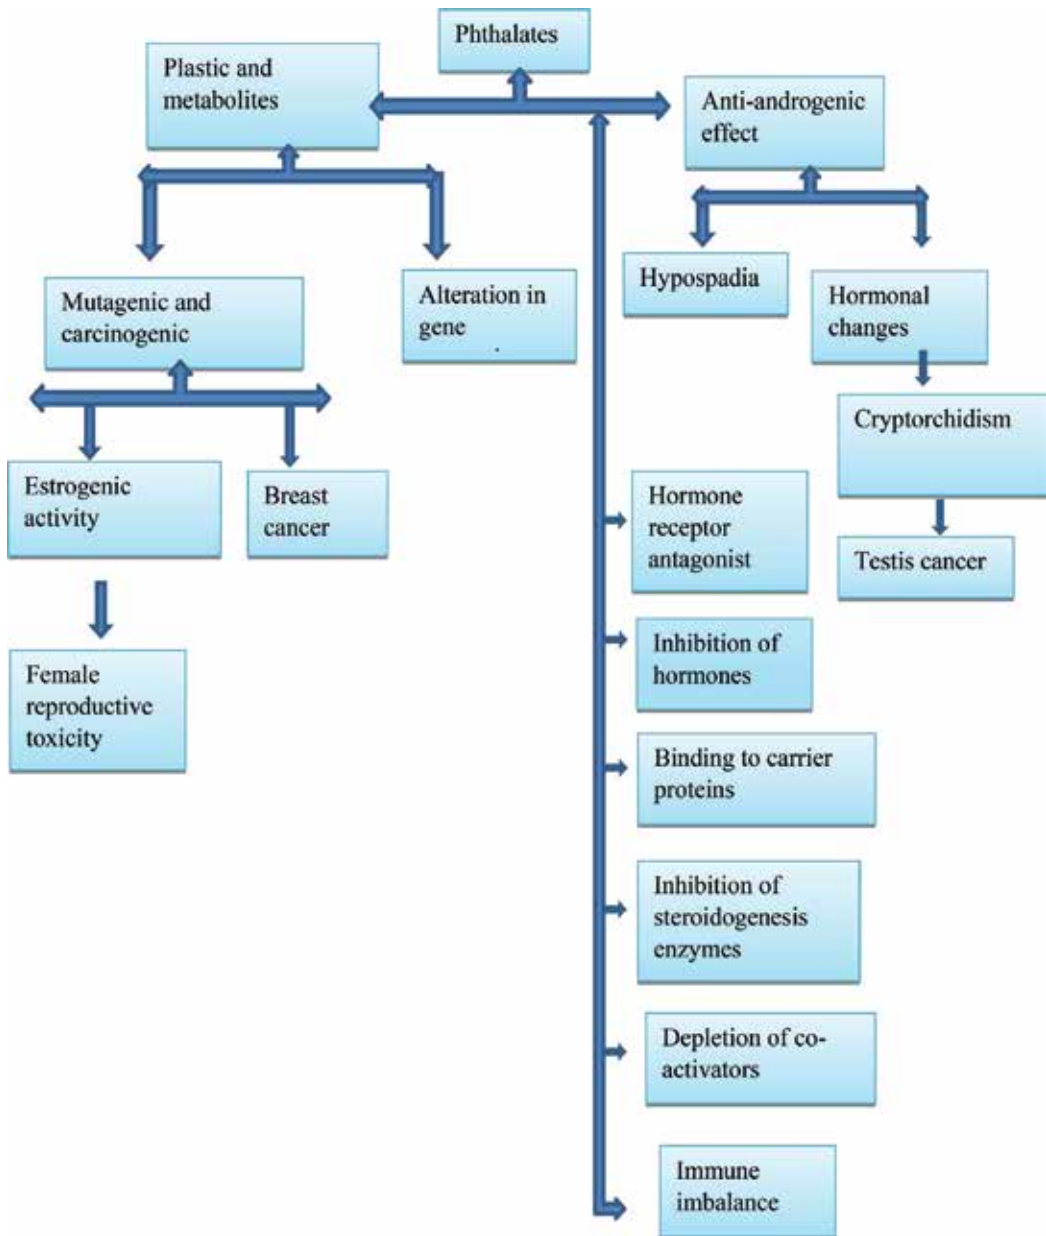 Phthalates
Plastic and
metabolites
Anti-androgenic
effect
Mutagenic and
carcinogenic
Alteration in
gene
Hypospadia
Hormonal
changes
Estrogenic
activity
Breast
cancer
Cryptorchidism
Testis cancer
Female
reproductive
toxicity
Hormone
receptor
antagonist
Inhibition of
hormones
Binding to carrier
proteins
Inhibition of
steroidogenesis
enzymes
Depletion of co-
activators
Immune
imbalance